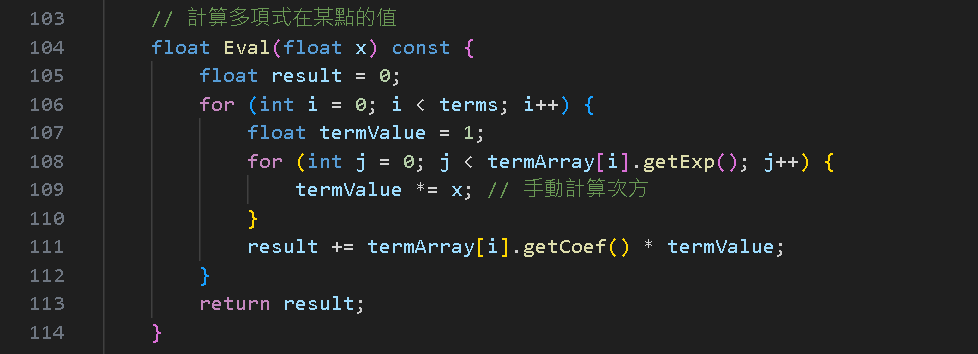 103 // 計算多項式在某點的值
104 float Eval(float x) const {
105 float result = 0;
106 for (int i = 0; i < terms; i++) {
107 float termValue = 1;
108 for (int j = 0; j < termArray[i].getExp(); j++) {
109 termValue *= x; // 手動計算次方
110 }
111 result += termArray[i].getCoef() * termValue;
112 }
113 return result;
114 }